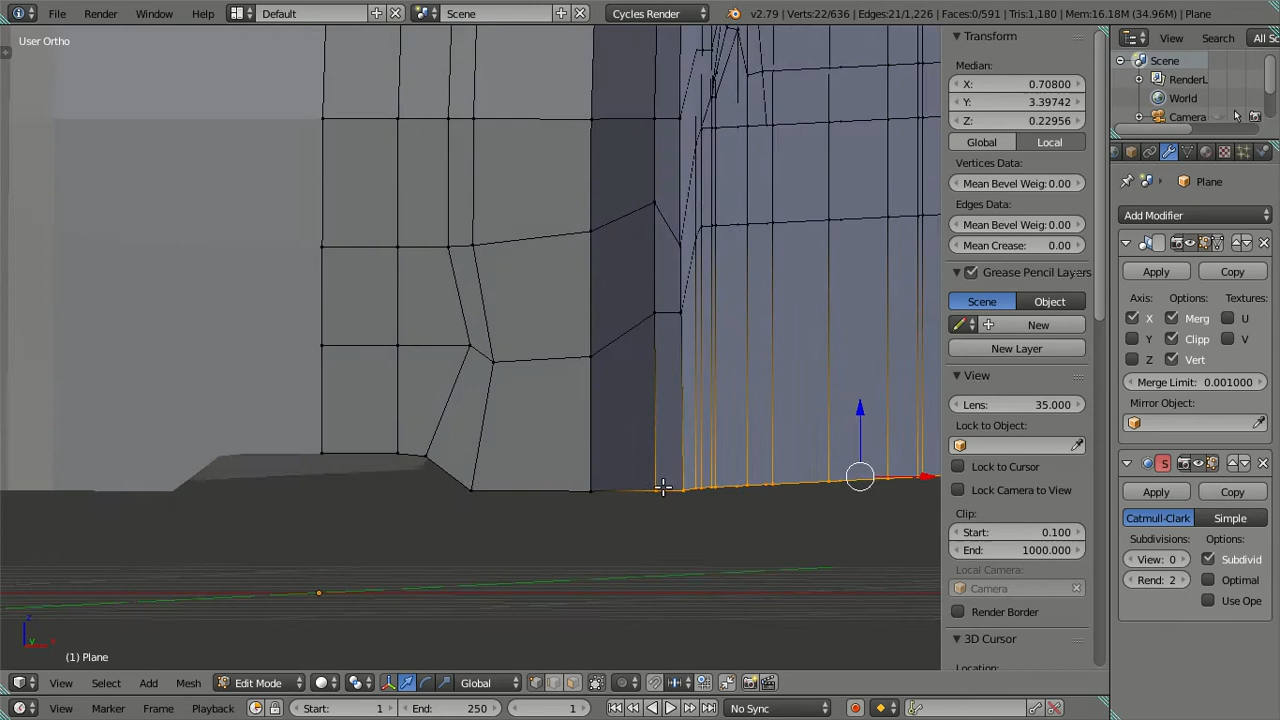 File Render Window Help Default Scene Cycles Render v2.79 | Verts:22/636 | Edges:21/1,226 | Faces:0/591 | Tris:1,180 | Mem:16.18M (34.96M) | Plane
User Ortho
Transform
Median:
X: 0.70800
Y: 3.39742
Z: 0.22956
Global Local
Vertices Data:
Mean Bevel Weig: 0.00
Edges Data:
Mean Bevel Weig: 0.00
Mean Crease: 0.00
Grease Pencil Layers
Scene Object
New
New Layer
View
Lens: 35.000
Lock to Object:
Lock to Cursor
Lock Camera to View
Clip:
Start: 0.100
End: 1000.000
Local Camera:
Camera
Render Border
3D Cursor
Location:
View Search All Sc
Scene
RenderL
World
Camera
Plane
Add Modifier
Apply Copy
Axis: Options: Textures:
X Merg U
Y Clipp V
Z Vert
Merge Limit: 0.001000
Mirror Object:
S
Apply Copy
Catmull-Clark Simple
Subdivisions: Options:
View: 0 Subdivid
Rend: 2 Optimal
Use Ope
z
y x
(1) Plane
View Select Add Mesh Edit Mode Global
View Marker Frame Playback Start: 1 End: 250 1 No Sync